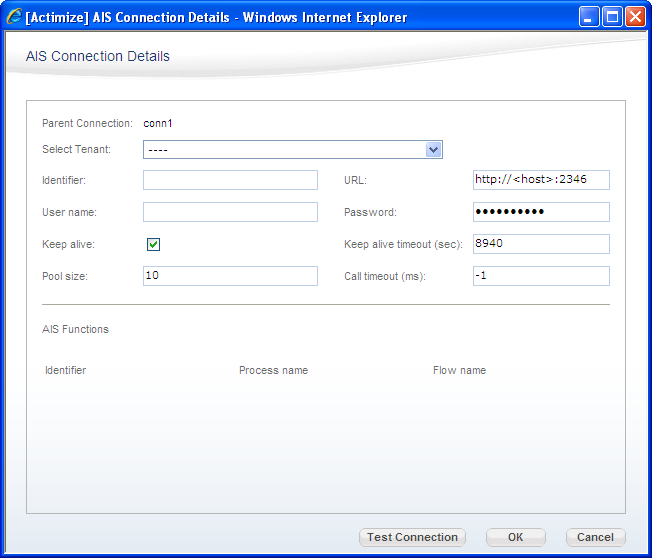 [Actimize] AIS Connection Details - Windows Internet Explorer
AIS Connection Details
Parent Connection: conn1
Select Tenant: ----
Identifier: URL: http://<host>:2346
User name: Password: ••••••••••
Keep alive: Keep alive timeout (sec): 8940
Pool size: 10 Call timeout (ms): -1
AIS Functions
Identifier Process name Flow name
Test Connection OK Cancel